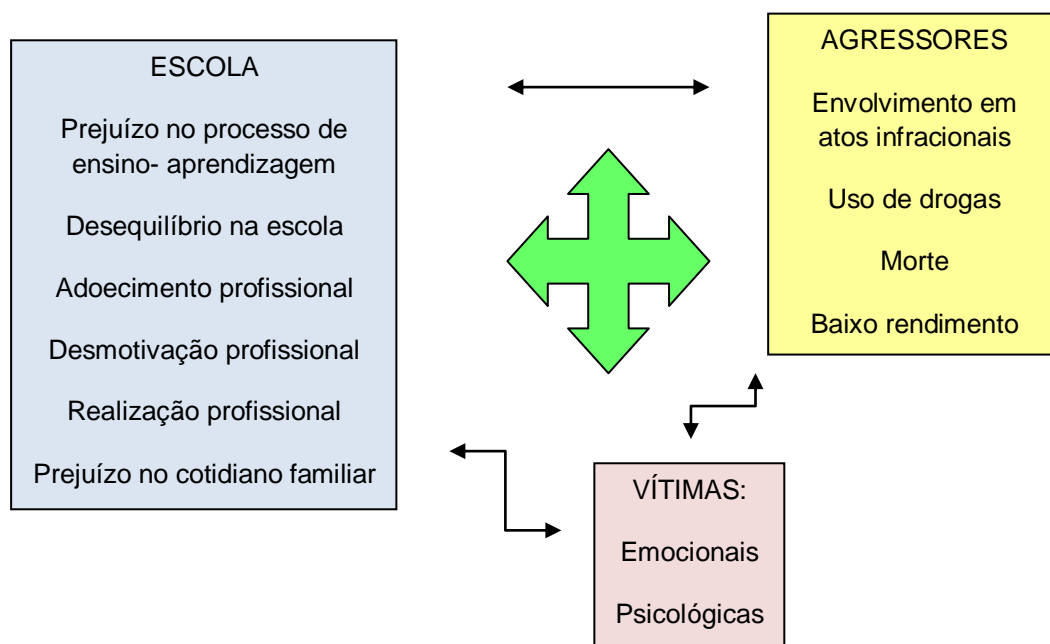 ESCOLA
Prejuízo no processo de
ensino- aprendizagem
Desequilíbrio na escola
Adoecimento profissional
Desmotivação profissional
Realização profissional
Prejuízo no cotidiano familiar
AGRESSORES
Envolvimento em
atos infracionais
Uso de drogas
Morte
Baixo rendimento
VÍTIMAS:
Emocionais
Psicológicas